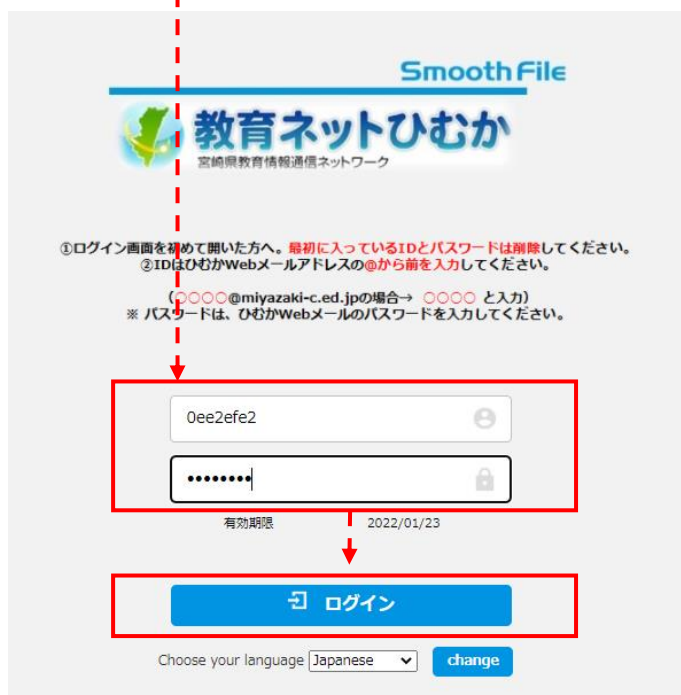 Smooth File
教育ネットひむか
宮崎県教育情報通信ネットワーク
①ログイン画面を初めて開いた方へ。最初に入っているIDとパスワードは削除してください。
②IDはひむかWebメールアドレスの@から前を入力してください。
（○○○○@miyazaki-c.ed.jpの場合→ ○○○○ と入力）
※ パスワードは、ひむかWebメールのパスワードを入力してください。
0ee2efe2
••••••••
有効期限 2022/01/23
ログイン
Choose your language Japanese change